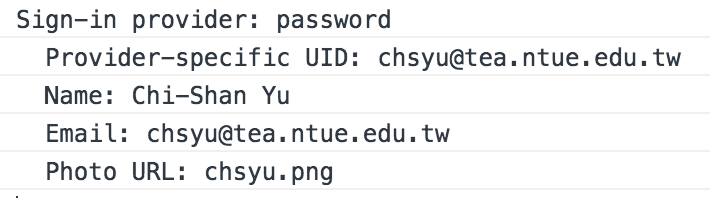 Sign-in provider: password
Provider-specific UID: chsyu@tea.ntue.edu.tw
Name: Chi-Shan Yu
Email: chsyu@tea.ntue.edu.tw
Photo URL: chsyu.png